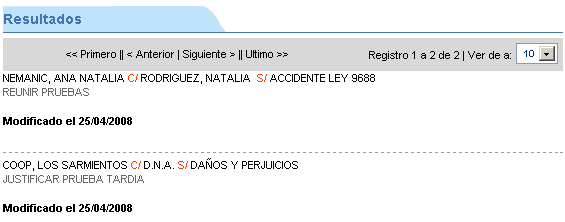 Resultados
<< Primero || < Anterior | Siguiente > || Ultimo >> Registro 1 a 2 de 2 | Ver de a: 10
NEMANIC, ANA NATALIA C/ RODRIGUEZ, NATALIA S/ ACCIDENTE LEY 9688
REUNIR PRUEBAS
Modificado el 25/04/2008
COOP, LOS SARMIENTOS C/ D.N.A. S/ DAÑOS Y PERJUICIOS
JUSTIFICAR PRUEBA TARDIA
Modificado el 25/04/2008